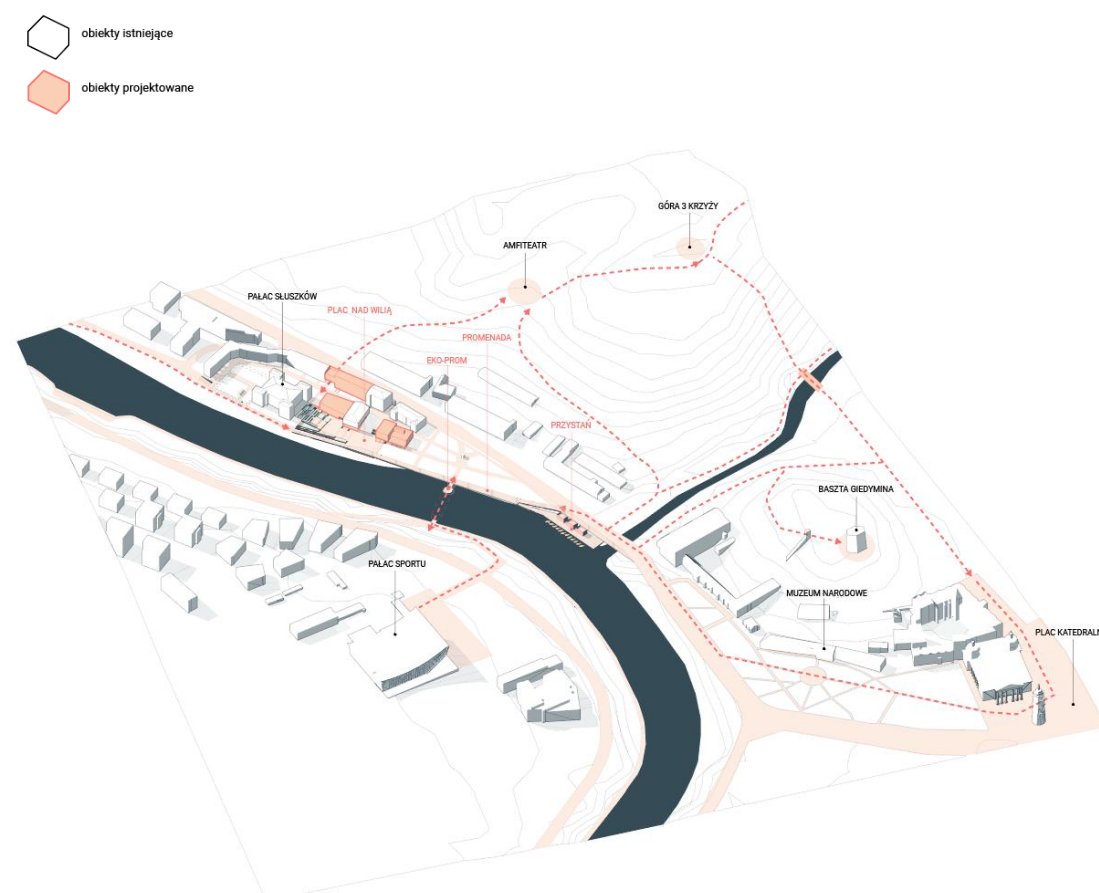 obiekty istniejące
obiekty projektowane
GÓRA 3 KRZYŻY
AMFITEATR
PAŁAC SŁUSZKÓW
PLAC NAD WILIĄ
PROMENADA
EKO-PROM
PRZYSTAŃ
BASZTA GIEDYMINA
PAŁAC SPORTU
MUZEUM NARODOWE
PLAC KATEDRALN